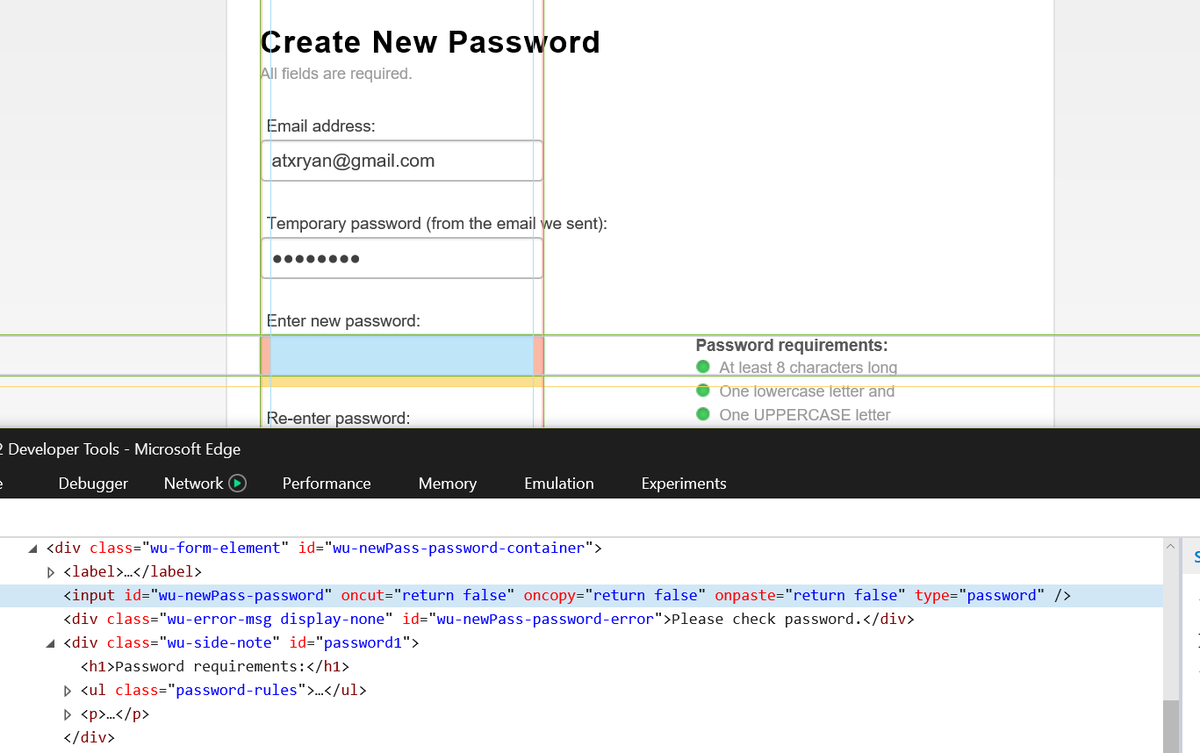 Create New Password
All fields are required.
Email address:
atxryan@gmail.com
Temporary password (from the email we sent):
Enter new password:
Password requirements:
At least 8 characters long
One lowercase letter and
One UPPERCASE letter
Re-enter password:
2 Developer Tools - Microsoft Edge
Debugger Network Performance Memory Emulation Experiments
<div class="wu-form-element" id="wu-newPass-password-container">
<label>…</label>
<input id="wu-newPass-password" oncut="return false" oncopy="return false" onpaste="return false" type="password" />
<div class="wu-error-msg display-none" id="wu-newPass-password-error">Please check password.</div>
<div class="wu-side-note" id="password1">
<h1>Password requirements:</h1>
<ul class="password-rules">…</ul>
<p>…</p>
</div>